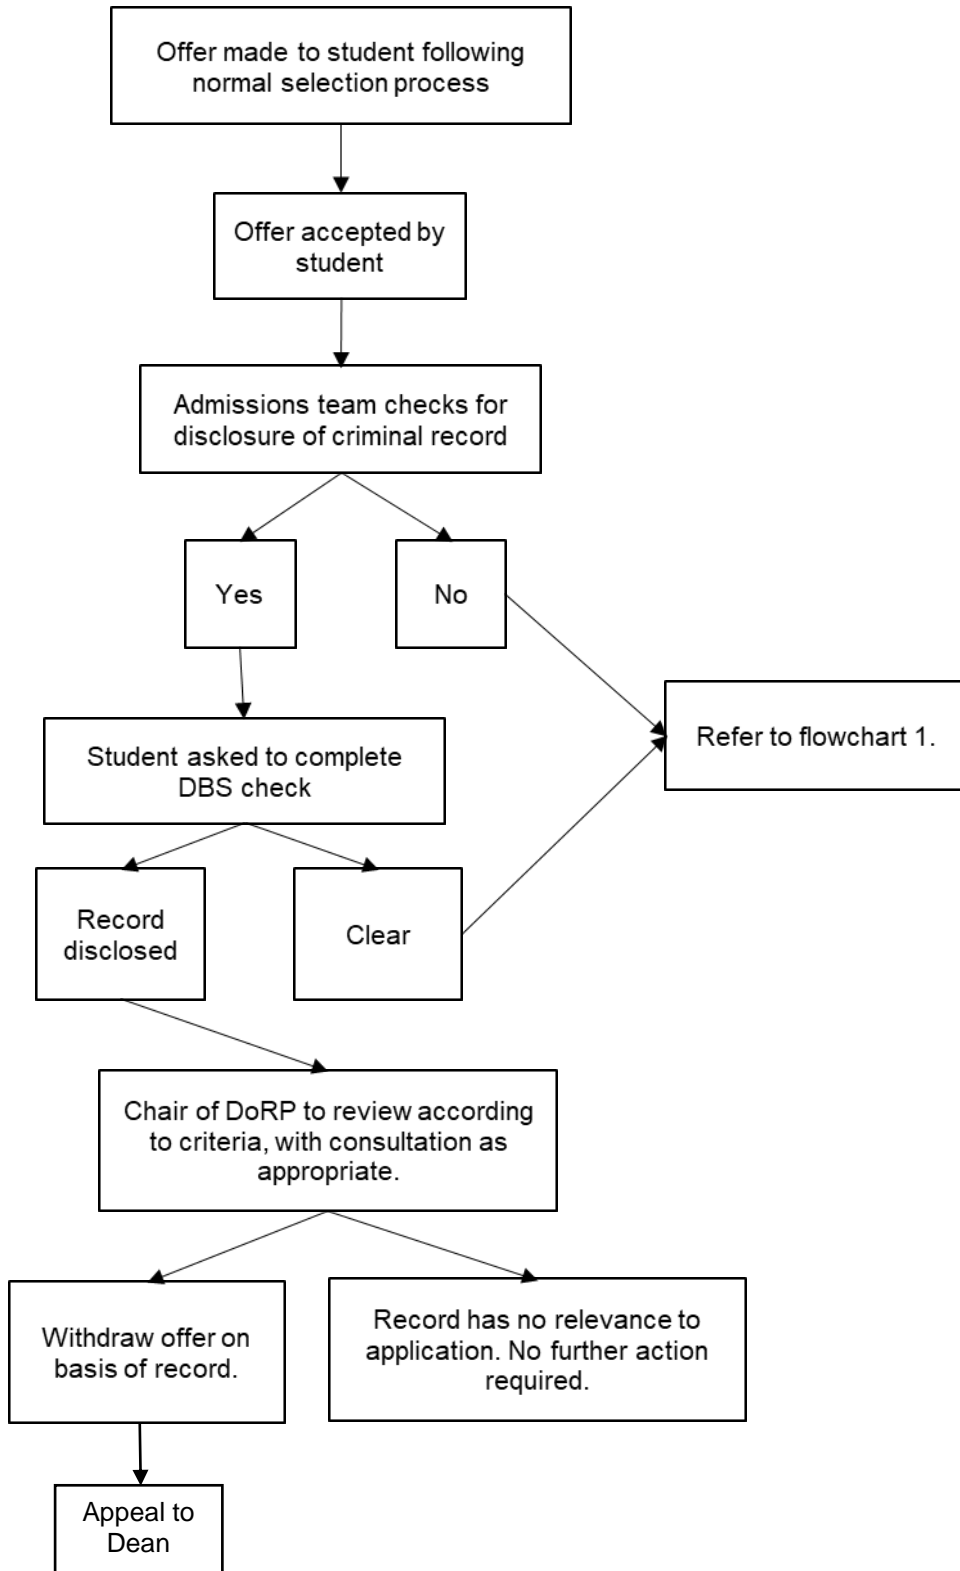 Offer made to student following
normal selection process
Offer accepted by
student
Admissions team checks for
disclosure of criminal record
Yes
No
Student asked to complete
DBS check
Refer to flowchart 1.
Record
disclosed
Clear
Chair of DoRP to review according
to criteria, with consultation as
appropriate.
Withdraw offer on
basis of record.
Record has no relevance to
application. No further action
required.
Appeal to
Dean